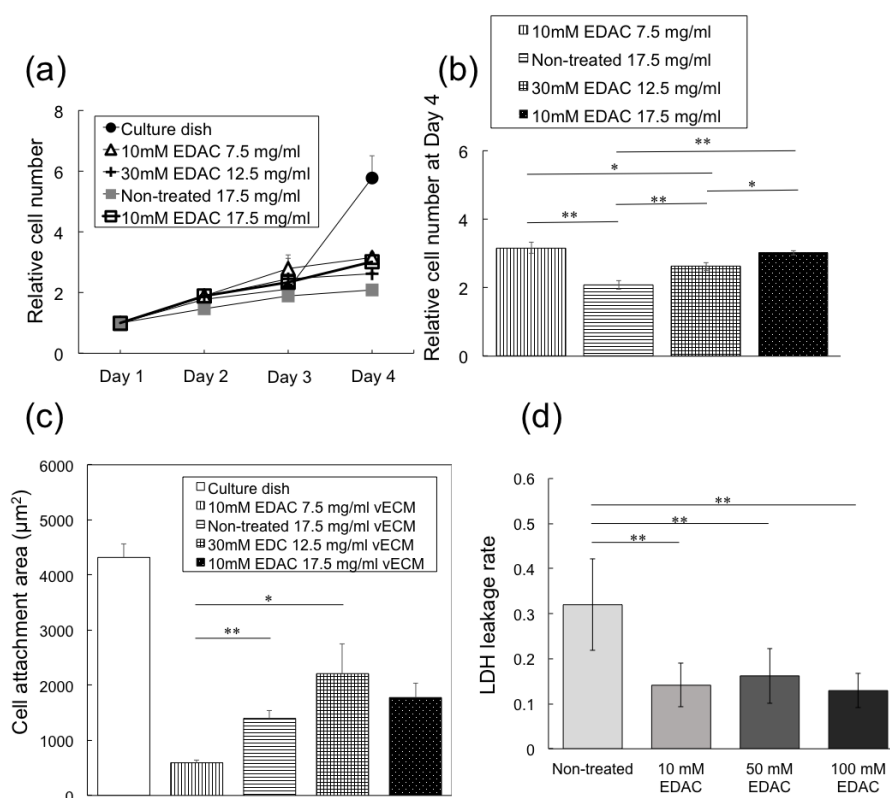 (a)
Relative cell number
8
6
4
2
0
Culture dish
10mM EDAC 7.5 mg/ml
30mM EDAC 12.5 mg/ml
Non-treated 17.5 mg/ml
10mM EDAC 17.5 mg/ml
Day 1 Day 2 Day 3 Day 4
(b)
10mM EDAC 7.5 mg/ml
Non-treated 17.5 mg/ml
30mM EDAC 12.5 mg/ml
10mM EDAC 17.5 mg/ml
Relative cell number at Day 4
6
4
2
0
**
*
*
** **
(c)
Cell attachment area (µm²)
6000
5000
4000
3000
2000
1000
0
Culture dish
10mM EDAC 7.5 mg/ml vECM
Non-treated 17.5 mg/ml vECM
30mM EDC 12.5 mg/ml vECM
10mM EDAC 17.5 mg/ml vECM
*
**
(d)
LDH leakage rate
0.6
0.5
0.4
0.3
0.2
0.1
0
**
**
**
Non-treated 10 mM 50 mM 100 mM
EDAC EDAC EDAC